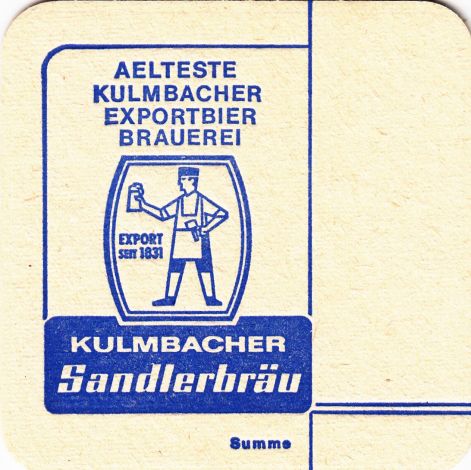 AELTESTE
KULMBACHER
EXPORTBIER
BRAUEREI
EXPORT
SEIT 1831
KULMBACHER
Sandlerbräu
Summe